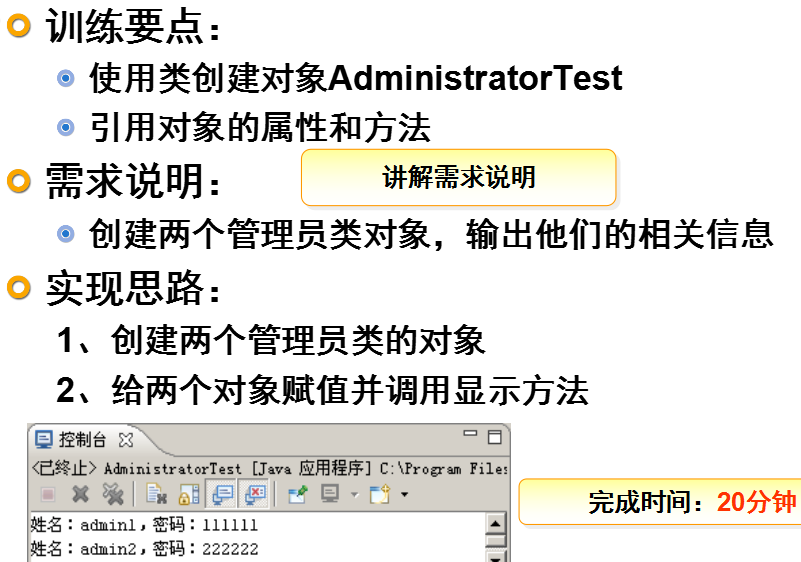 训练要点：
使用类创建对象AdministratorTest
引用对象的属性和方法
需求说明：
讲解需求说明
创建两个管理员类对象，输出他们的相关信息
实现思路：
1、创建两个管理员类的对象
2、给两个对象赋值并调用显示方法
控制台
<已终止> AdministratorTest [Java 应用程序] C:\Program Files
完成时间：20分钟
姓名：admin1，密码：111111
姓名：admin2，密码：222222